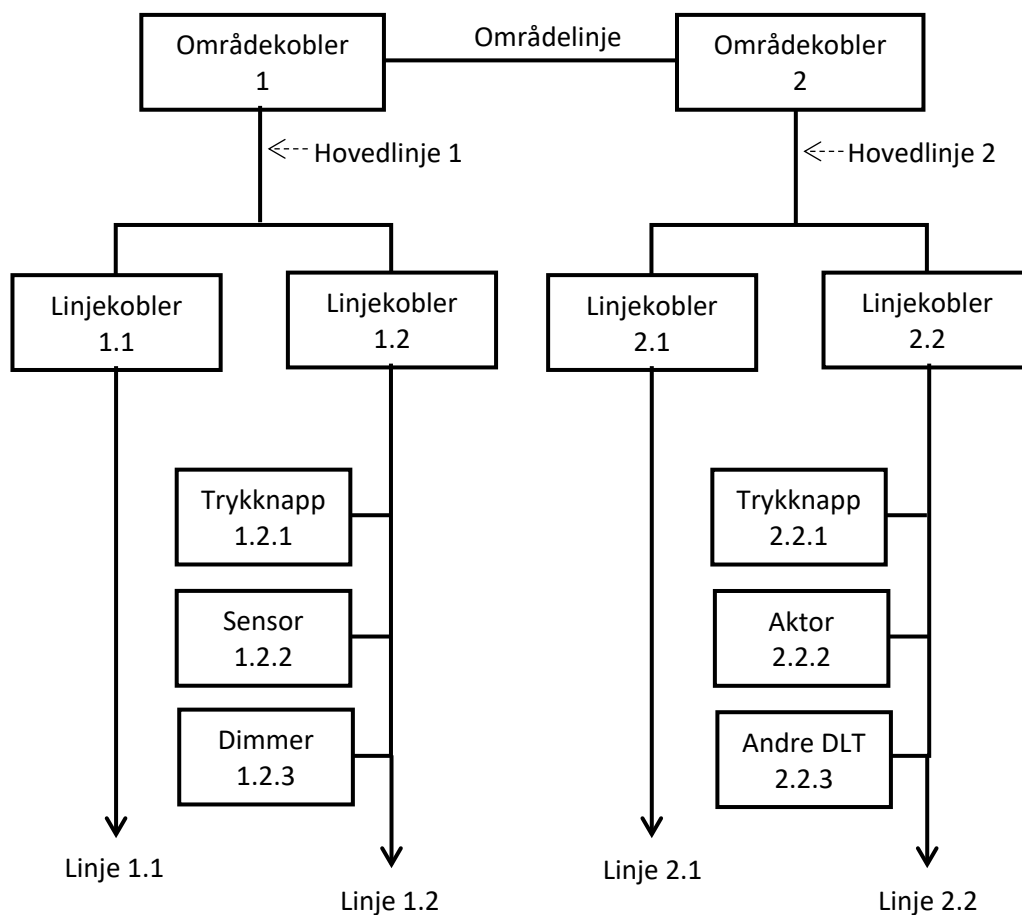 Områdekobler
1
Områdelinje
Områdekobler
2
Hovedlinje 1
Hovedlinje 2
Linjekobler
1.1
Linjekobler
1.2
Linjekobler
2.1
Linjekobler
2.2
Trykknapp
1.2.1
Trykknapp
2.2.1
Sensor
1.2.2
Aktor
2.2.2
Dimmer
1.2.3
Andre DLT
2.2.3
Linje 1.1
Linje 1.2
Linje 2.1
Linje 2.2